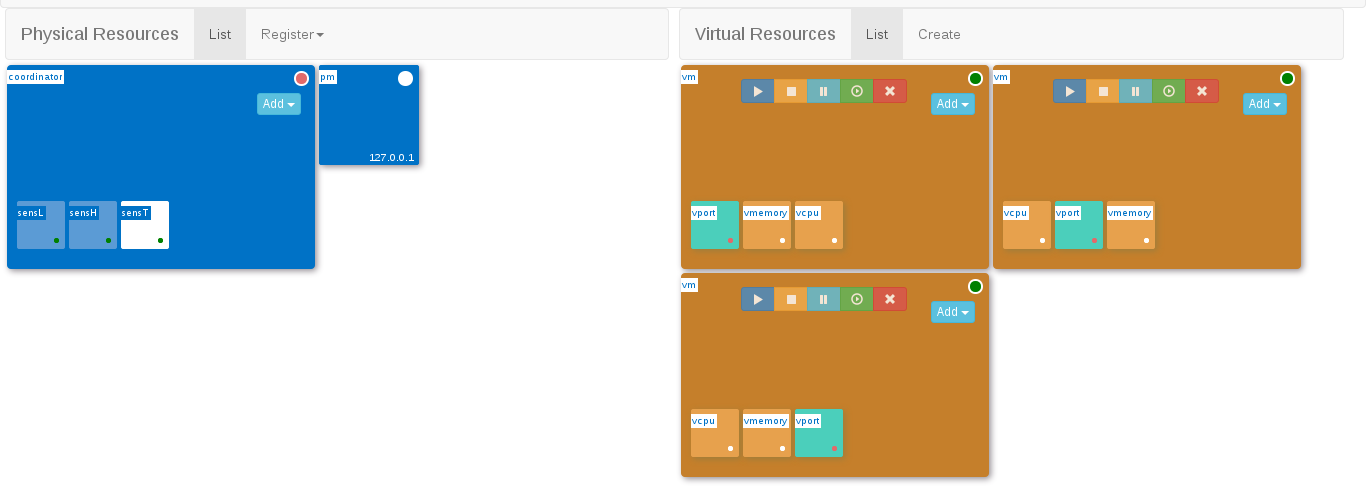 Physical Resources List Register
Virtual Resources List Create
coordinator
Add
sensL sensH sensT
pm
127.0.0.1
vm
Add
vport vmemory vcpu
vm
Add
vcpu vport vmemory
vm
Add
vcpu vmemory vport